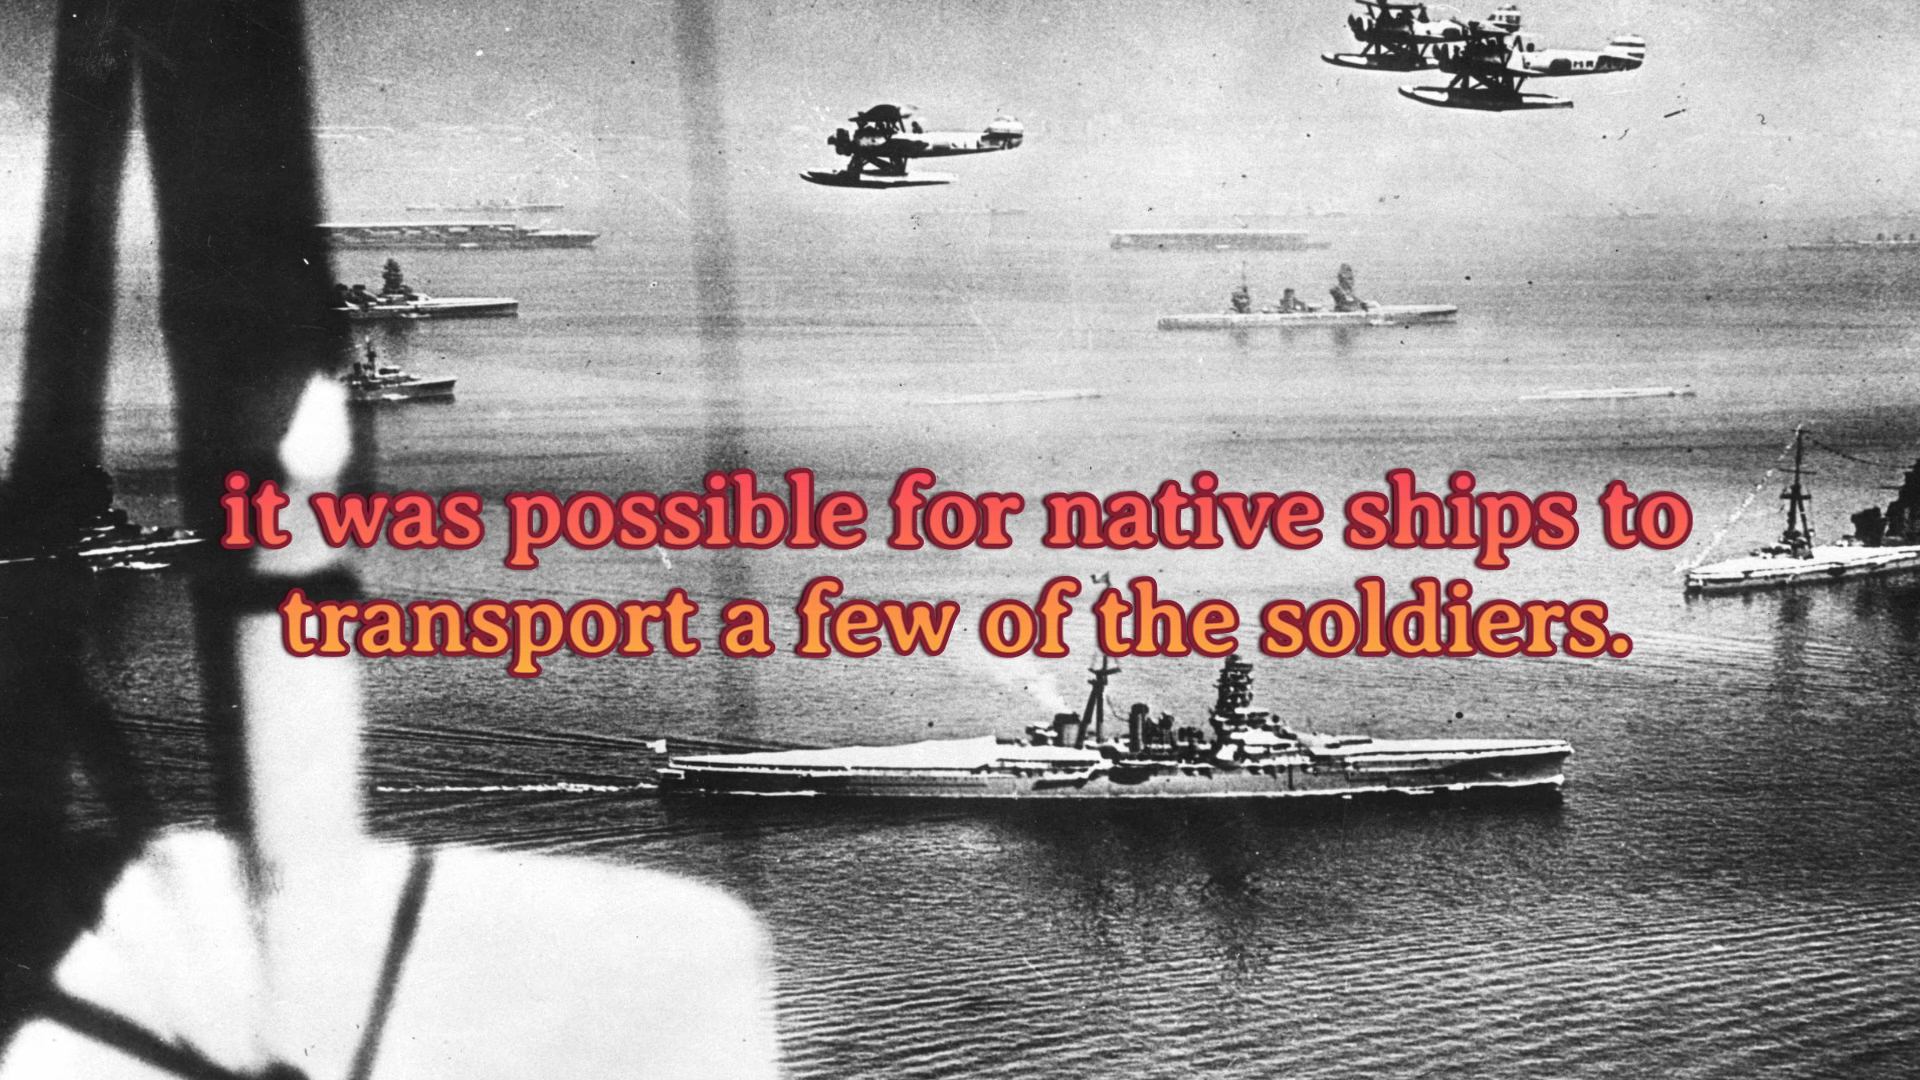 it was possible for native ships to
transport a few of the soldiers.